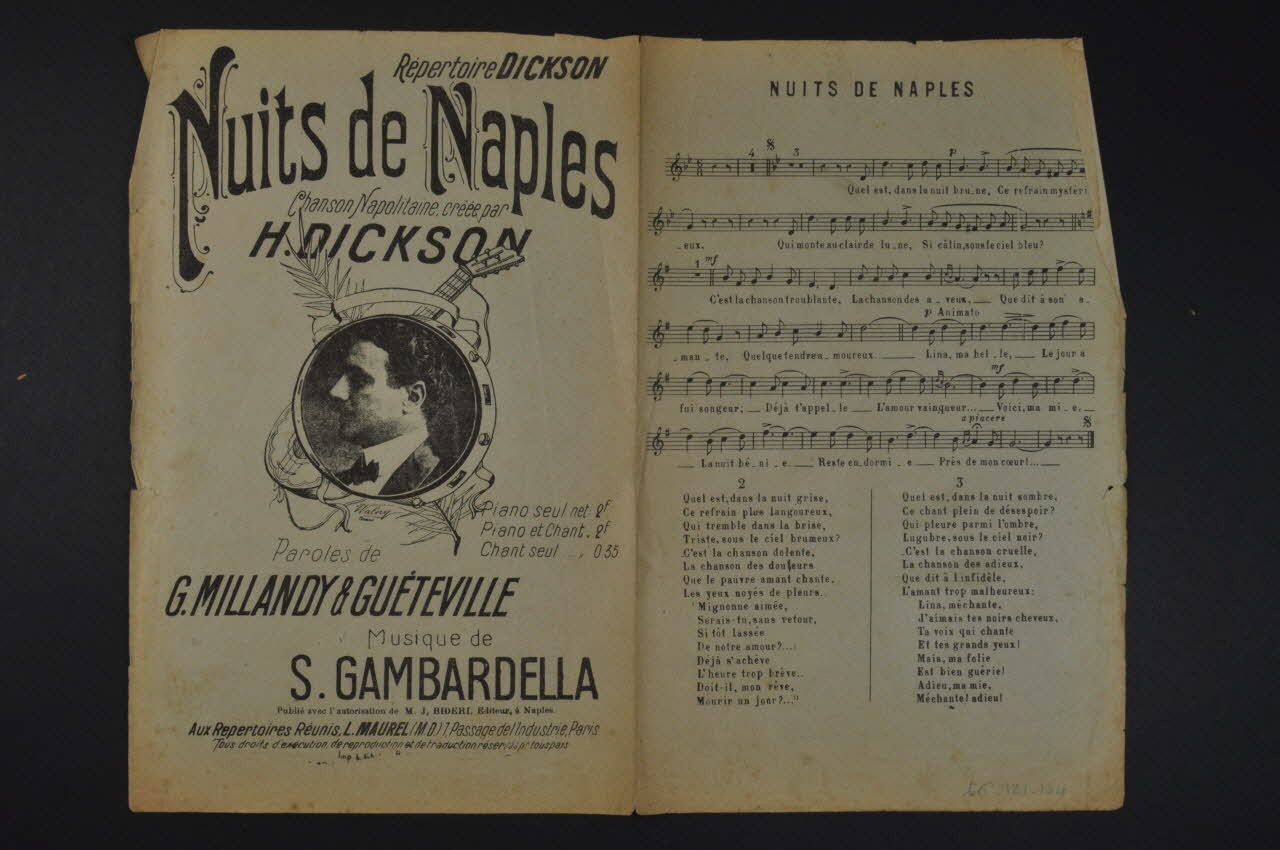 Répertoire DICKSON
Nuits de Naples
Chanson Napolitaine, créée par
H. DICKSON
Piano seul net 2f
Piano et Chant. 2f
Chant seul 0.35
Paroles de
G. MILLANDY & GUÉTEVILLE
Musique de
S. GAMBARDELLA
Publié avec l'autorisation de M. J. BIDERI, Editeur, à Naples.
Aux Repertoires Réunis, L. MAUREL (M.D.) 7 Passage de l'Industrie, Paris
Tous droits d'exécution, de reproduction et de traduction réservés pr tous pays
NUITS DE NAPLES
4 3 p
Quel est, dans la nuit bru_ne, Ce refrain mystéri
_eux. Qui monte au clair de lu_ne, Si câlin, sous le ciel bleu?
1 mf
C'est la chanson troublante, La chanson des a_veux, Que dit à son a_
p Animato
_man_te, Quelque tendre a_moureux Lina, ma bel_le, Le jour a
mf
fui songeur; Déjà t'appel_le L'amour vainqueur... Voici, ma mi_e,
a piacere
La nuit bé_ni_e Reste en_dormi_e Près de mon cœur!...
2
Quel est, dans la nuit grise,
Ce refrain plus langoureux,
Qui tremble dans la brise,
Triste, sous le ciel brumeux?
C'est la chanson dolente,
La chanson des douleurs
Que le pauvre amant chante,
Les yeux noyés de pleurs..
"Mignonne aimée,
Serais-tu, sans retour,
Si tôt lassée
De notre amour?...
Déjà s'achève
L'heure trop brève..
Doit-il, mon rêve,
Mourir un jour?..."
3
Quel est, dans la nuit sombre,
Ce chant plein de désespoir?
Qui pleure parmi l'ombre,
Lugubre, sous le ciel noir?
C'est la chanson cruelle,
La chanson des adieux,
Que dit à l'infidèle,
L'amant trop malheureux:
Lina, méchante,
J'aimais tes noirs cheveux,
Ta voix qui chante
Et tes grands yeux!
Mais, ma folie
Est bien guérie!
Adieu, ma mie,
Méchante! adieu!